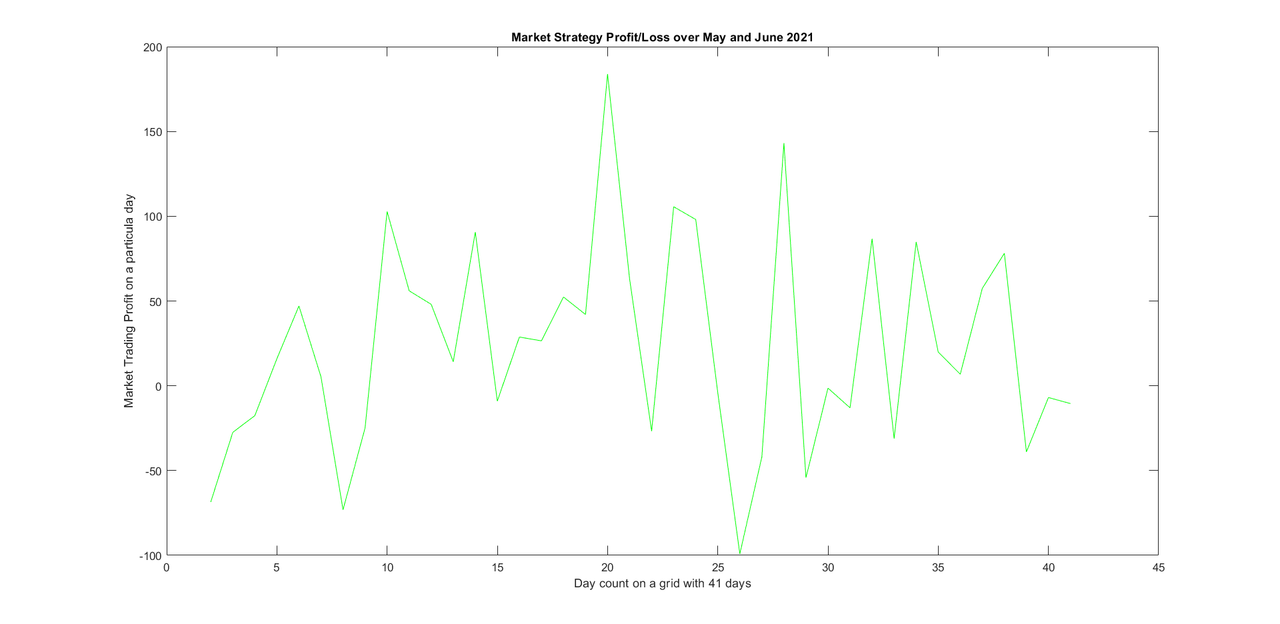 Market Strategy Profit/Loss over May and June 2021
200
150
100
50
0
-50
-100
Market Trading Profit on a particula day
0 5 10 15 20 25 30 35 40 45
Day count on a grid with 41 days